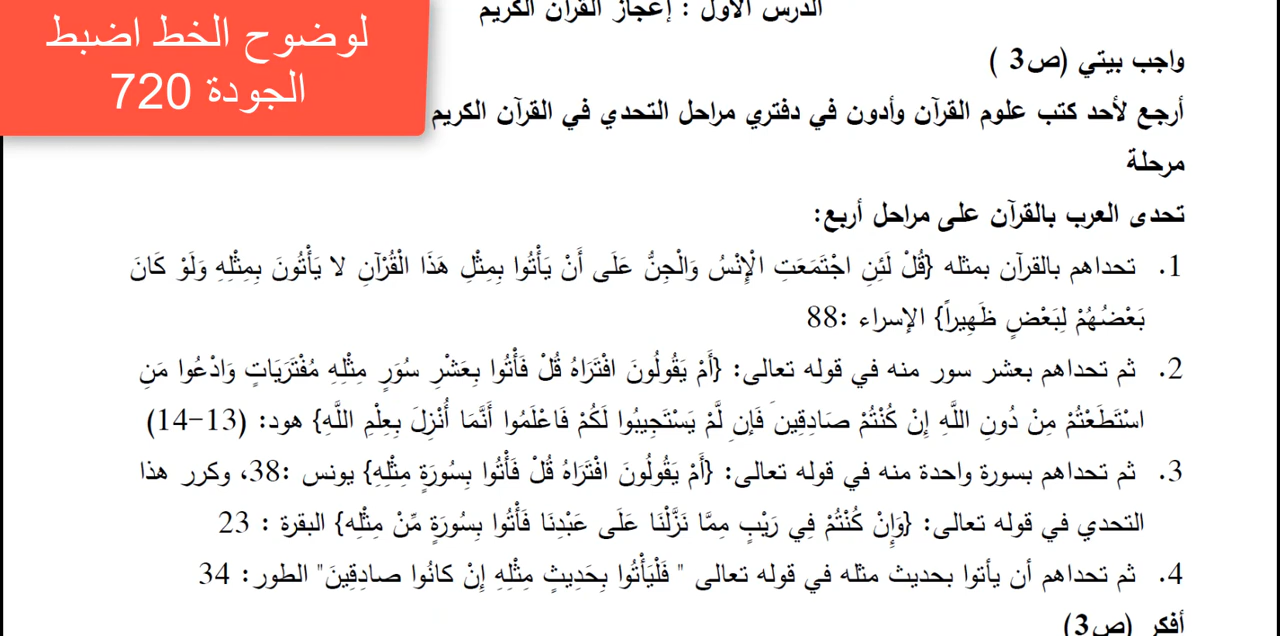 لوضوح الخط اضبط
الجودة 720
الدرس الأول : إعجاز القرآن الكريم
واجب بيتي (ص3 )
أرجع لأحد كتب علوم القرآن وأدون في دفتري مراحل التحدي في القرآن الكريم
مرحلة
تحدى العرب بالقرآن على مراحل أربع:
1. تحداهم بالقرآن بمثله {قُلْ لَئِنِ اجْتَمَعَتِ الْإِنْسُ وَالْجِنُّ عَلَى أَنْ يَأْتُوا بِمِثْلِ هَذَا الْقُرْآنِ لا يَأْتُونَ بِمِثْلِهِ وَلَوْ كَانَ
بَعْضُهُمْ لِبَعْضٍ ظَهِيراً} الإسراء :88
2. ثم تحداهم بعشر سور منه في قوله تعالى: {أَمْ يَقُولُونَ افْتَرَاهُ قُلْ فَأْتُوا بِعَشْرِ سُوَرٍ مِثْلِهِ مُفْتَرَيَاتٍ وَادْعُوا مَنِ
اسْتَطَعْتُمْ مِنْ دُونِ اللَّهِ إِنْ كُنْتُمْ صَادِقِينَ فَإِن لَّمْ يَسْتَجِيبُوا لَكُمْ فَاعْلَمُوا أَنَّمَا أُنْزِلَ بِعِلْمِ اللَّهِ} هود: (13-14)
3. ثم تحداهم بسورة واحدة منه في قوله تعالى: {أَمْ يَقُولُونَ افْتَرَاهُ قُلْ فَأْتُوا بِسُورَةٍ مِثْلِهِ} يونس :38، وكرر هذا
التحدي في قوله تعالى: {وَإِنْ كُنْتُمْ فِي رَيْبٍ مِمَّا نَزَّلْنَا عَلَى عَبْدِنَا فَأْتُوا بِسُورَةٍ مِّنْ مِثْلِه} البقرة : 23
4. ثم تحداهم أن يأتوا بحديث مثله في قوله تعالى " فَلْيَأْتُوا بِحَدِيثٍ مِثْلِهِ إِنْ كانُوا صادِقِينَ" الطور: 34
أفكر (ص3)